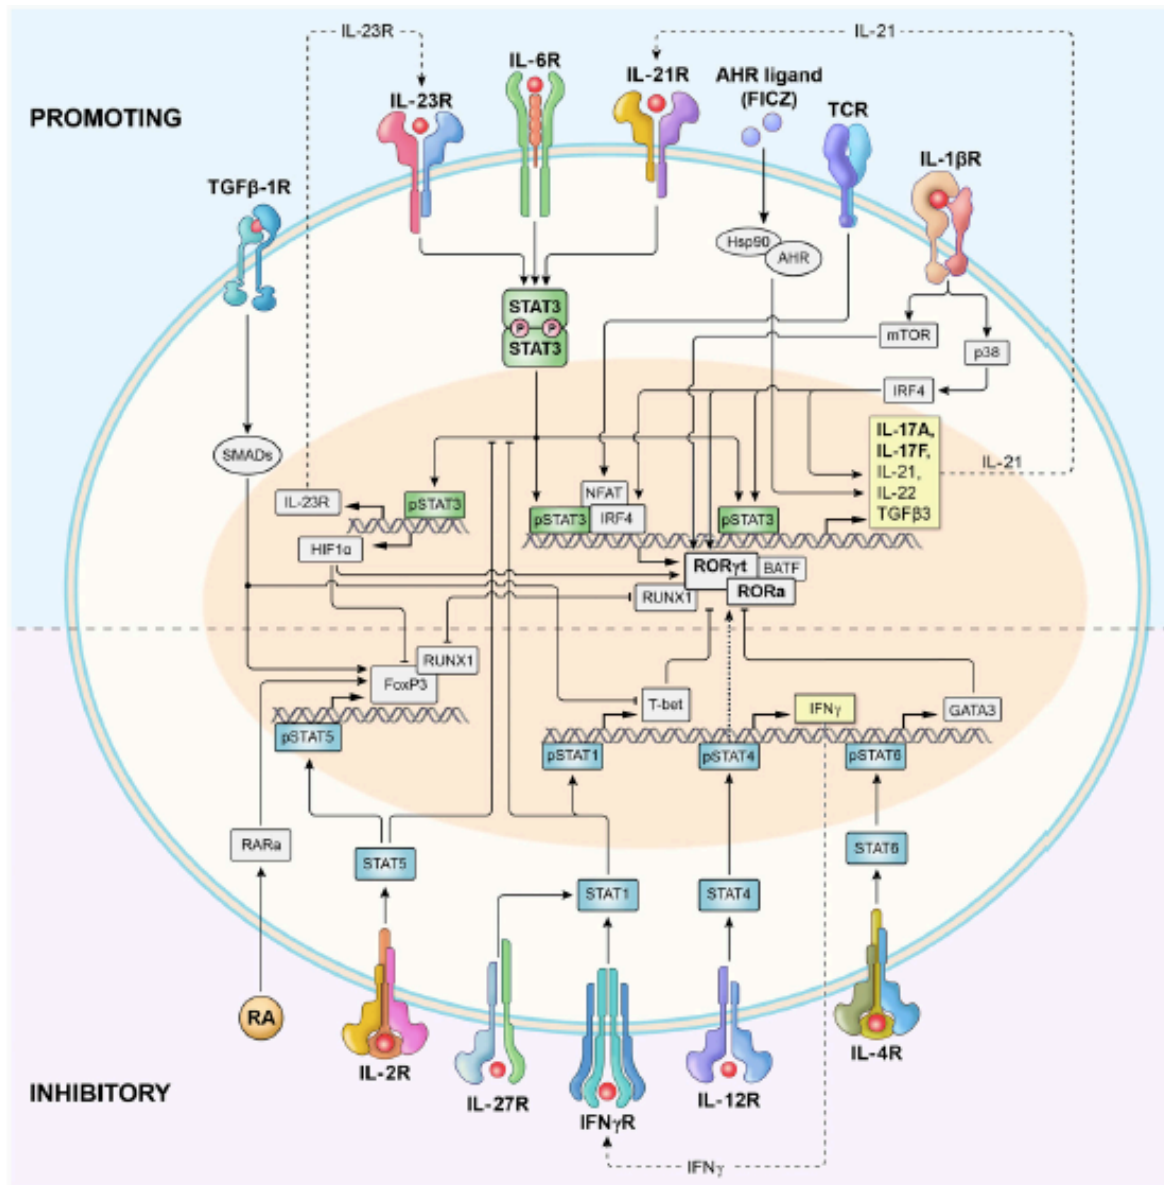 IL-23R
IL-21
IL-6R
IL-21R
AHR ligand
(FICZ)
TCR
IL-23R
PROMOTING
IL-1βR
TGFβ-1R
Hsp90
AHR
STAT3
P P
STAT3
mTOR
p38
IRF4
IL-17A,
IL-17F,
IL-21,
IL-22
TGFβ3
IL-21
SMADs
IL-23R
pSTAT3
NFAT
pSTAT3
IRF4
pSTAT3
HIF1α
RORγt
BATF
RUNX1
RORa
RUNX1
FoxP3
T-bet
IFNγ
GATA3
pSTAT5
pSTAT1
pSTAT4
pSTAT6
RARa
STAT5
STAT6
STAT1
STAT4
RA
IL-2R
IL-27R
IFNγR
IL-12R
IL-4R
INHIBITORY
IFNγ